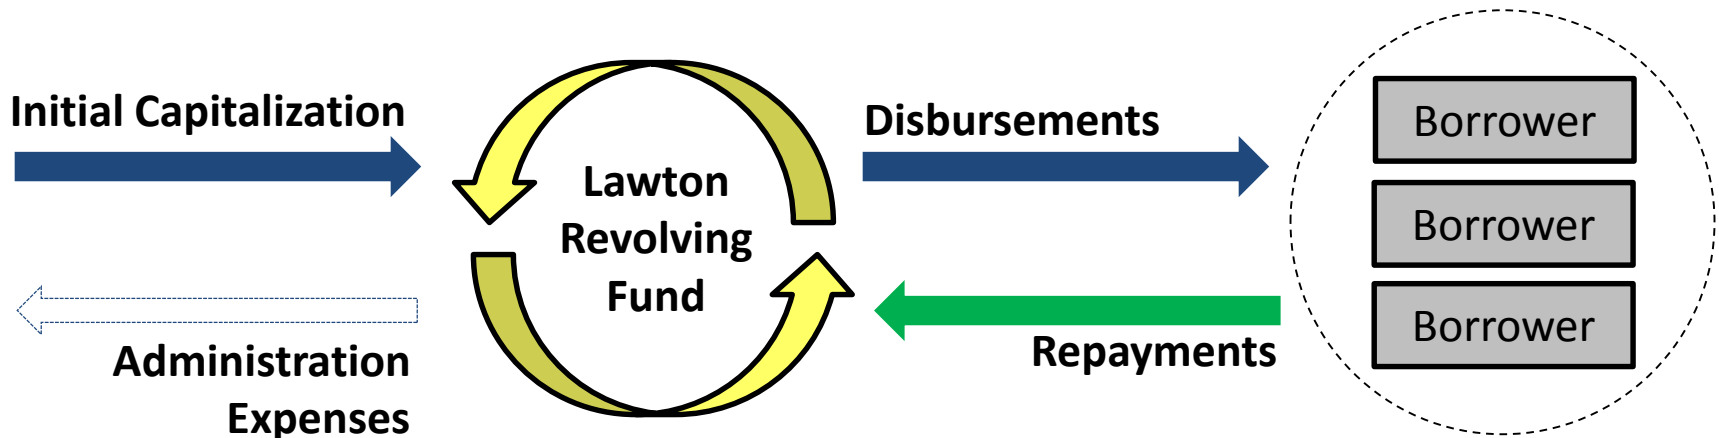 Initial Capitalization
Administration
Expenses
Lawton
Revolving
Fund
Disbursements
Repayments
Borrower
Borrower
Borrower